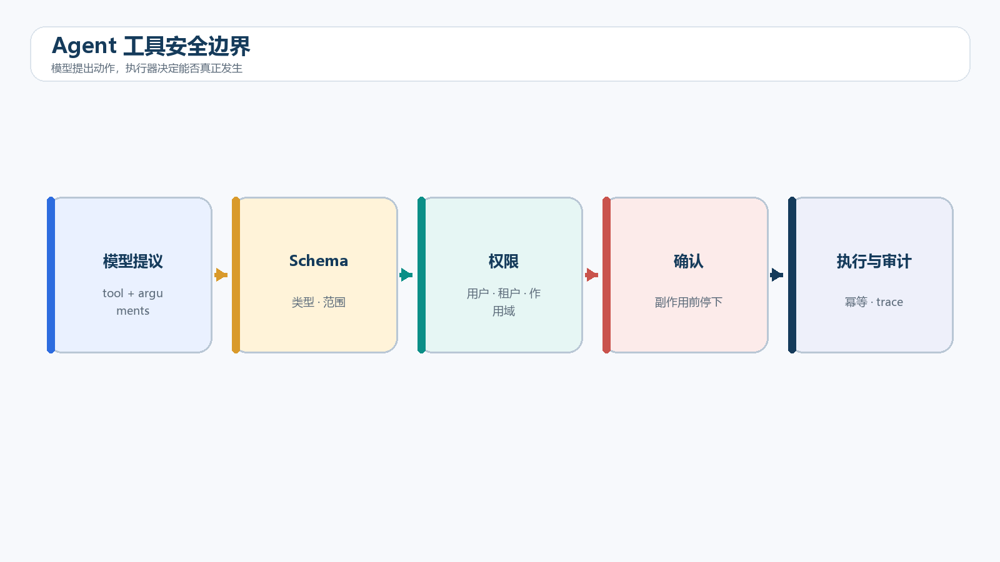 Agent 工具安全边界
模型提出动作，执行器决定能否真正发生
模型提议
tool + argu
ments
Schema
类型 · 范围
权限
用户 · 租户 · 作
用域
确认
副作用前停下
执行与审计
幂等 · trace